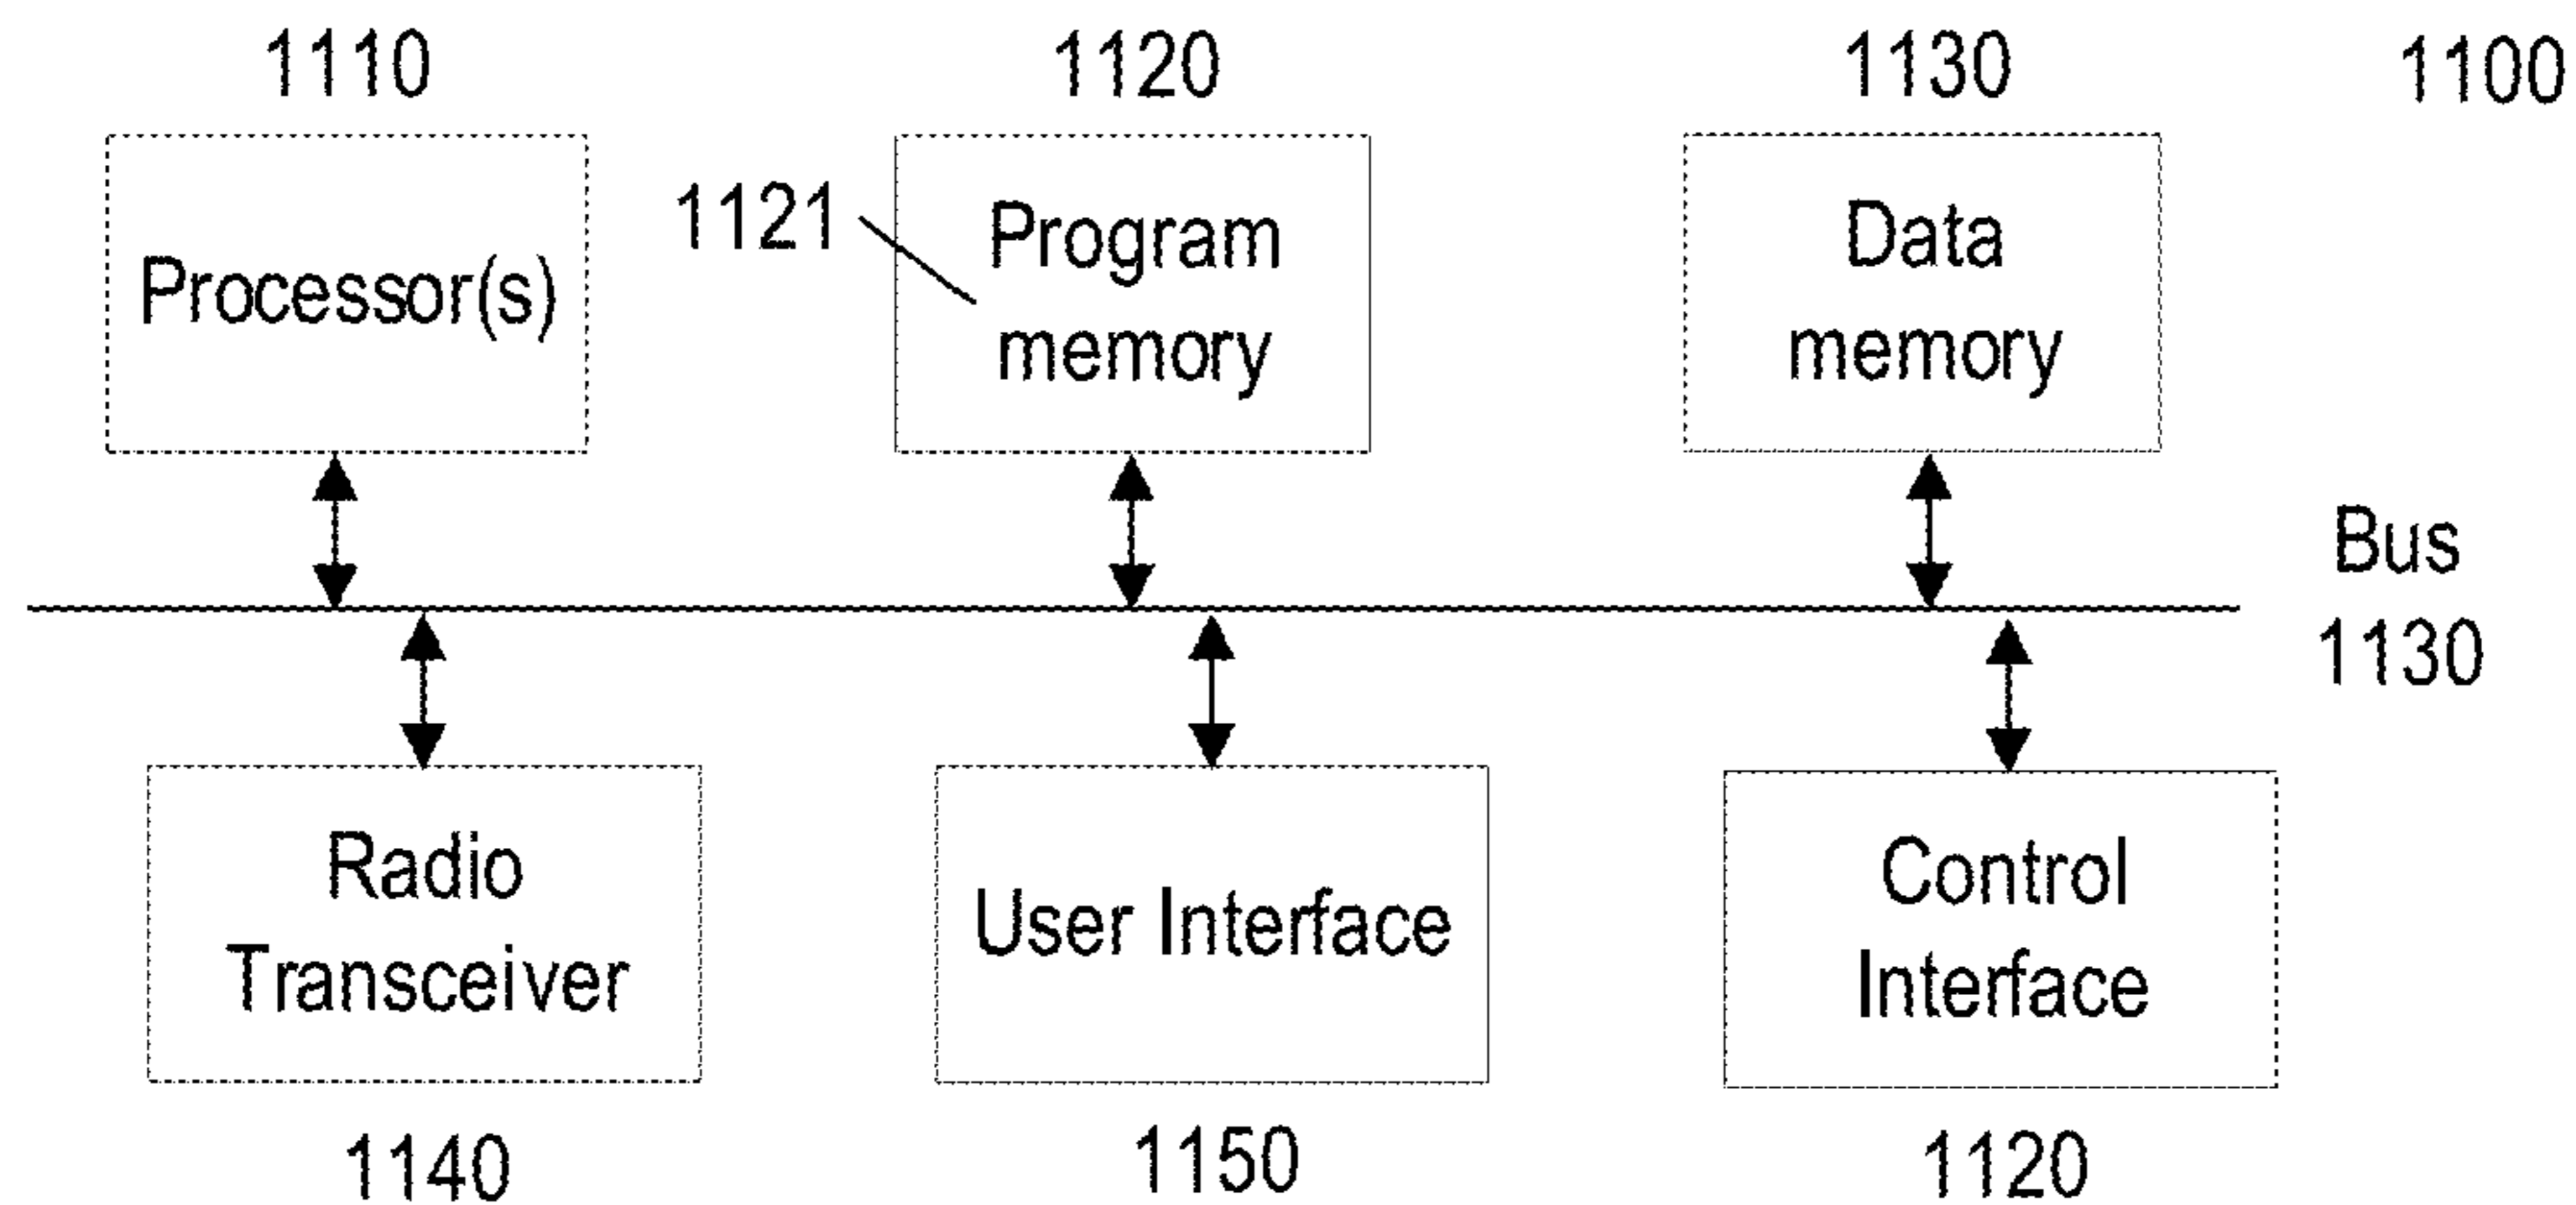 1110
1120
1130
1100
1121
Processor(s)
Program
memory
Data
memory
Bus
1130
Radio
Transceiver
User Interface
Control
Interface
1140
1150
1120